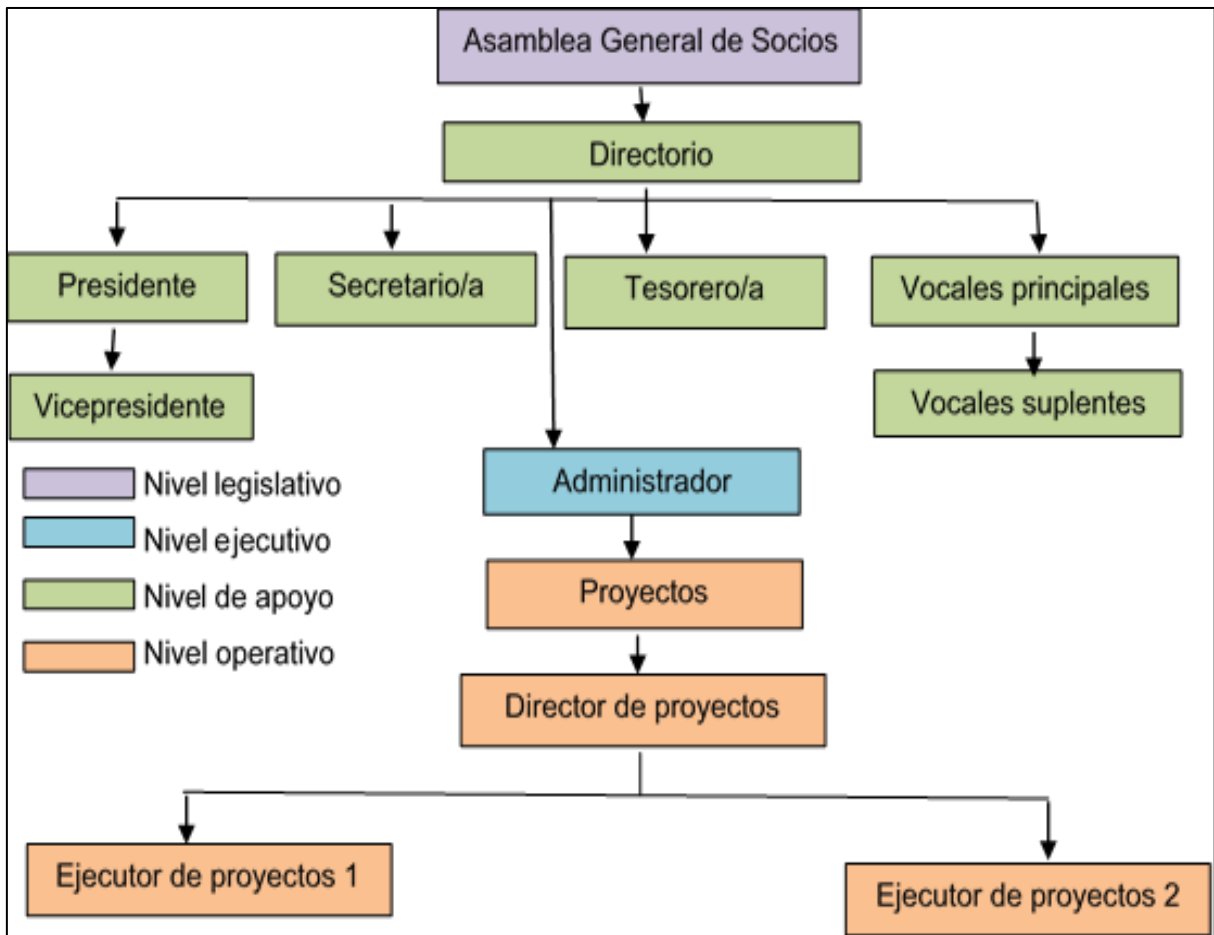 Asamblea General de Socios
Directorio
Presidente
Secretario/a
Tesorero/a
Vocales principales
Vicepresidente
Vocales suplentes
Nivel legislativo
Nivel ejecutivo
Nivel de apoyo
Nivel operativo
Administrador
Proyectos
Director de proyectos
Ejecutor de proyectos 1
Ejecutor de proyectos 2